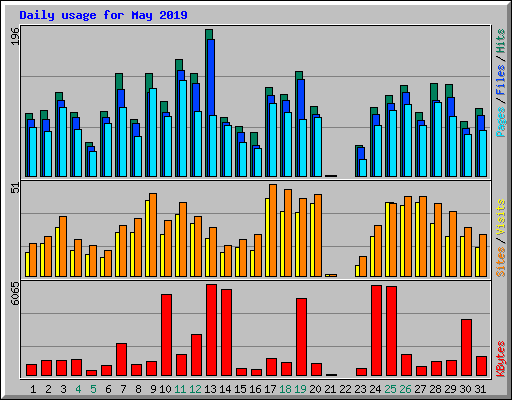 Daily usage for May 2019
196
51
6065
Pages / Files / Hits
Sites / Visits
KBytes
1 2 3 4 5 6 7 8 9 10 11 12 13 14 15 16 17 18 19 20 21 22 23 24 25 26 27 28 29 30 31